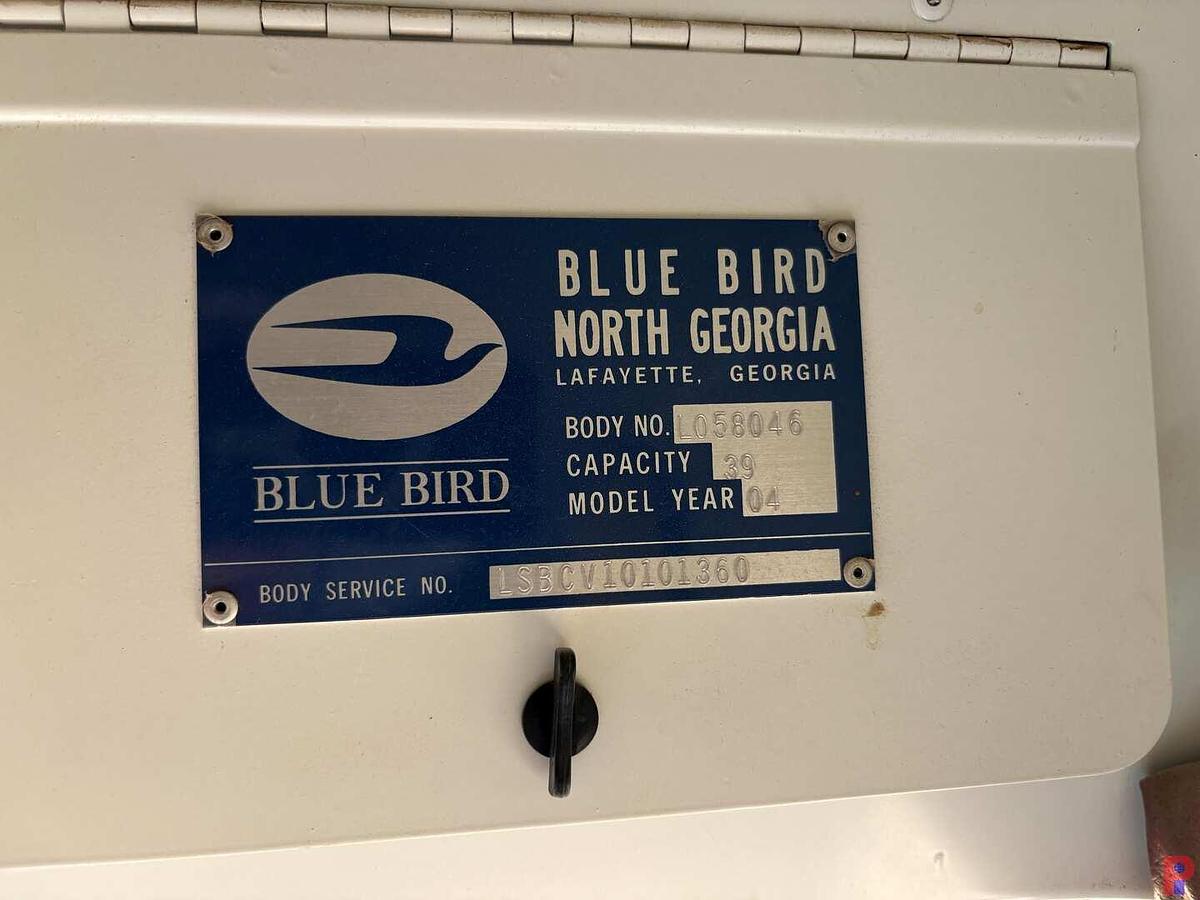 BLUE BIRD
NORTH GEORGIA
LAFAYETTE, GEORGIA
BODY NO. L058046
CAPACITY 39
MODEL YEAR 04
BLUE BIRD
BODY SERVICE NO. LSBCV10101360